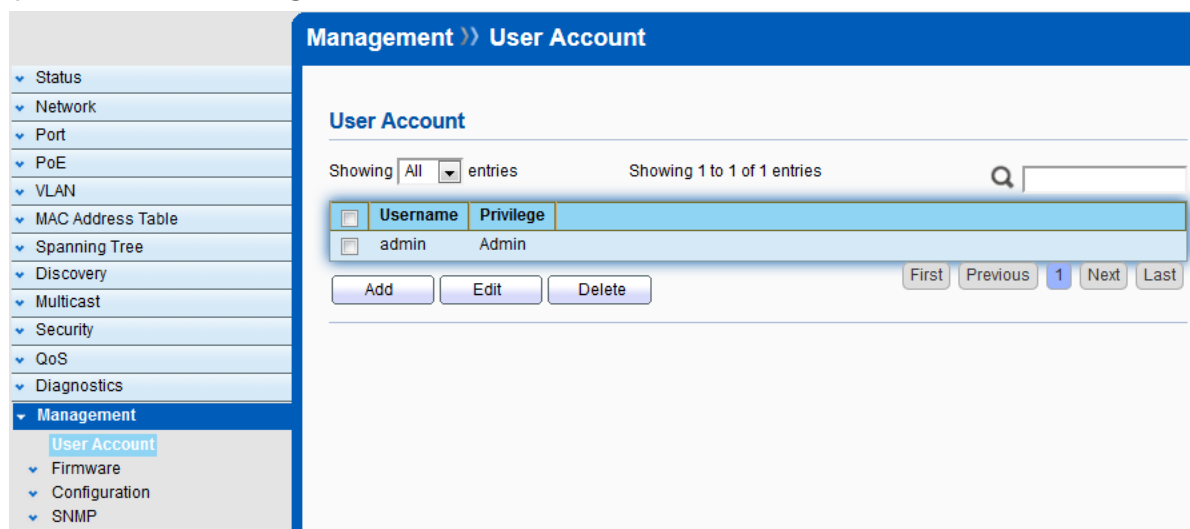 Management » User Account
Status
Network
Port
PoE
VLAN
MAC Address Table
Spanning Tree
Discovery
Multicast
Security
QoS
Diagnostics
Management
User Account
Firmware
Configuration
SNMP
User Account
Showing All entries
Showing 1 to 1 of 1 entries
Username Privilege
admin Admin
Add Edit Delete
First Previous 1 Next Last